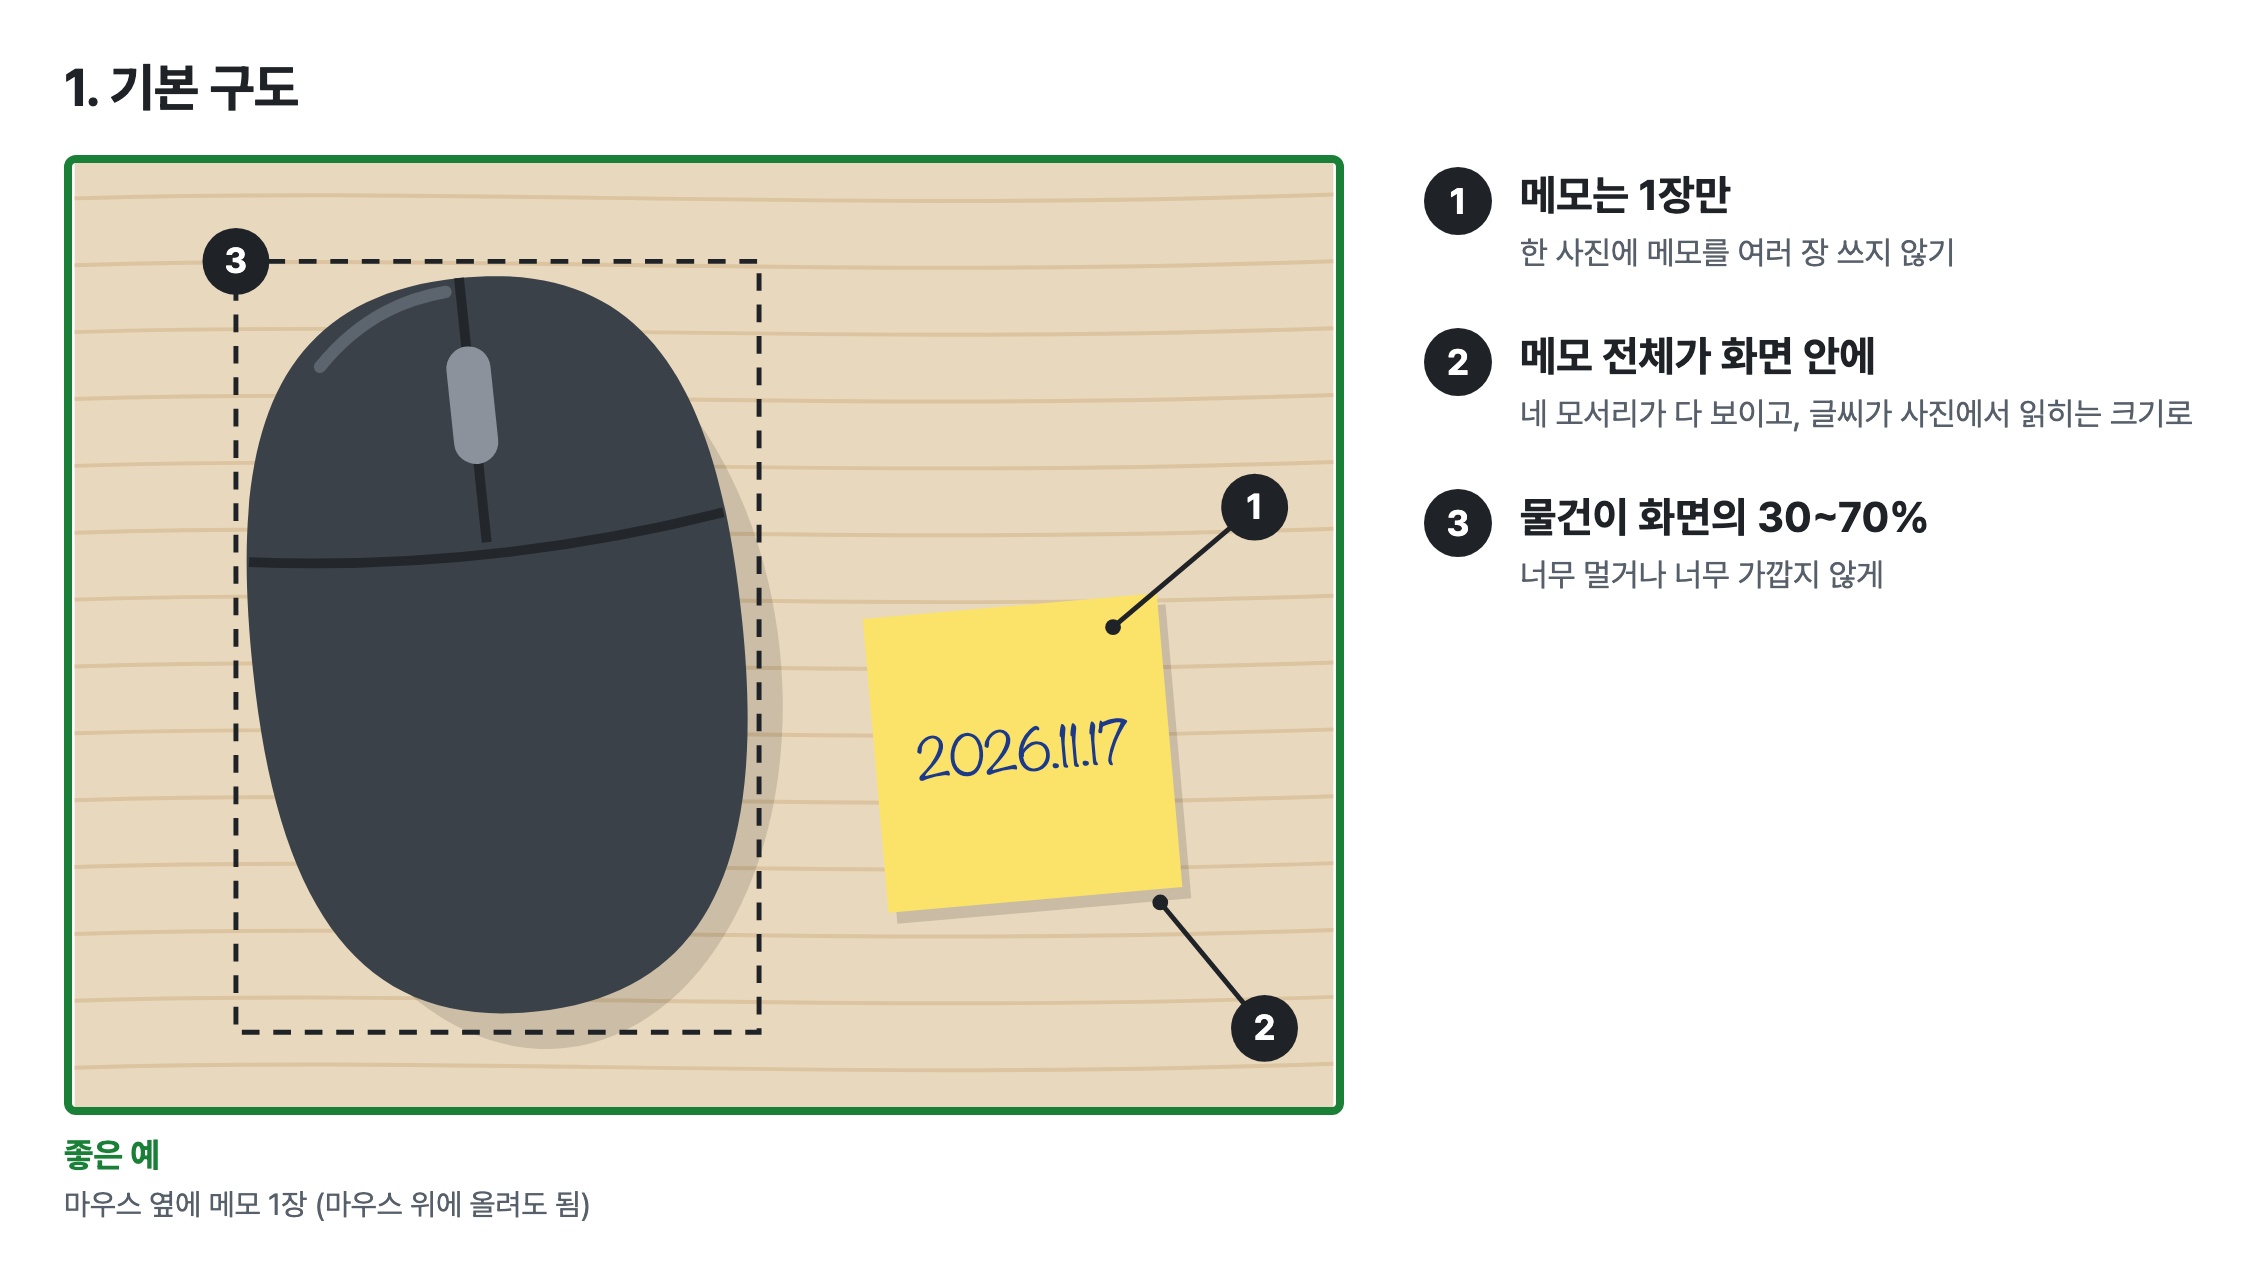 1. 기본 구도
3
1
2026.11.17
2
좋은 예
마우스 옆에 메모 1장 (마우스 위에 올려도 됨)
1 메모는 1장만
한 사진에 메모를 여러 장 쓰지 않기
2 메모 전체가 화면 안에
네 모서리가 다 보이고, 글씨가 사진에서 읽히는 크기로
3 물건이 화면의 30~70%
너무 멀거나 너무 가깝지 않게